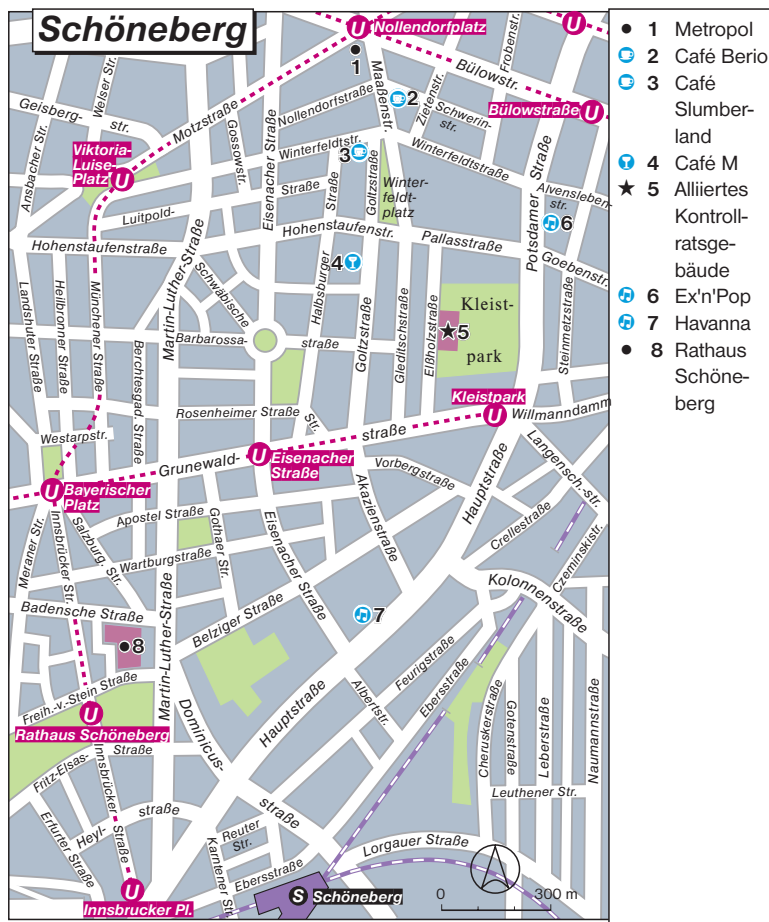 Schöneberg
U Nollendorfplatz
U
1
Bülowstr.
U
Bülowstraße
2
Maaßenstr.
Zietenstr.
Frobenstr.
Schwerin-
str.
Welser Str.
Geisberg-
str.
Ansbacher Str.
Motzstraße
Gossowstr.
Nollendorfstraße
Eisenacher Straße
Viktoria-
Luise-
Platz
U
Winterfeldtstr.
3
Winterfeldtstraße
Potsdamer Straße
Alvensleben-
str.
6
Luitpold-
Straße
Straße
Goltzstraße
Winter-
feldt-
platz
Hohenstaufenstraße
Hohenstaufenstr.
Pallasstraße
Goebenstr.
Landshuter Straße
Heilbronner Straße
Münchener Straße
Martin-Luther-Straße
Schwäbische
Halbsburger
4
Goltzstraße
Gleditschstraße
Elßholzstraße
5
Kleist-
park
Steinmetzstraße
Barbarossa-
straße
Berchtesgad. Straße
Rosenheimer Straße
Str.
Kleistpark
U
Willmanndamm
Westarpstr.
Grunewald-
straße
U Eisenacher
Straße
U Bayerischer
Platz
Vorbergstraße
Hauptstraße
Langensch.-str.
Akazienstraße
Crellestraße
Czeminskistr.
Meraner Str.
Innsbrücker Str.
Salzburg. Str.
Apostel Straße
Wartburgstraße
Gothaer Str.
Eisenacher Straße
Kolonnenstraße
Badensche Straße
Martin-Luther-Straße
Belziger Straße
7
8
Feurigstraße
Ebersstraße
Albertstr.
Freih.-v.-Stein Straße
U
Rathaus Schöneberg
Dominicus-
straße
Hauptstraße
Cheruskerstraße
Gotenstraße
Leberstraße
Naumannstraße
Leuthener Str.
Fritz-Elsas-
Straße
Innsbrücker
Straße
Erfurter Straße
Heyl-
straße
Reuter
Str.
Karntener Str.
Ebersstraße
Lorgauer Straße
U
Innsbrucker Pl.
S Schöneberg
0 300 m
1 Metropol
2 Café Berio
3 Café
Slumber-
land
4 Café M
5 Alliiertes
Kontroll-
ratsge-
bäude
6 Ex'n'Pop
7 Havanna
8 Rathaus
Schöne-
berg